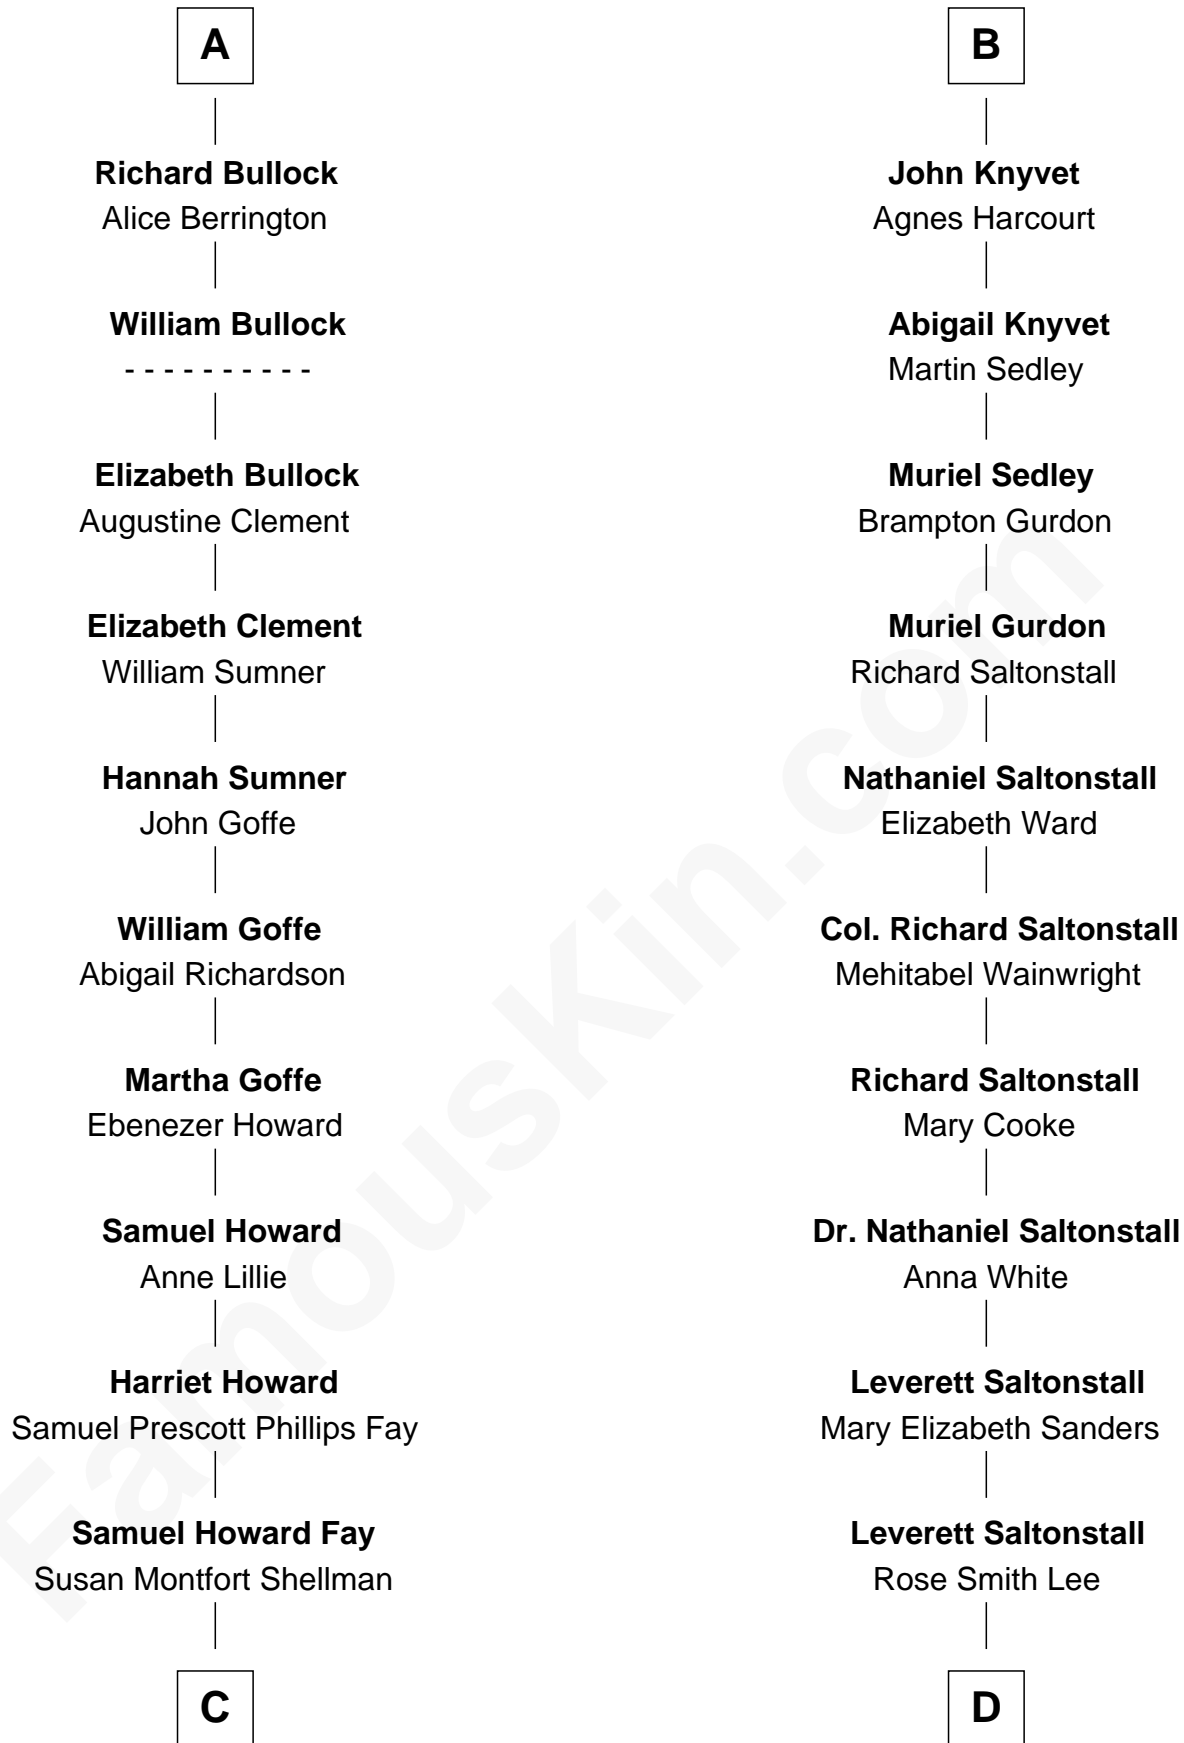 A
Richard Bullock
Alice Berrington
William Bullock
- - - - - - - - - -
Elizabeth Bullock
Augustine Clement
Elizabeth Clement
William Sumner
Hannah Sumner
John Goffe
William Goffe
Abigail Richardson
Martha Goffe
Ebenezer Howard
Samuel Howard
Anne Lillie
Harriet Howard
Samuel Prescott Phillips Fay
Samuel Howard Fay
Susan Montfort Shellman
C
B
John Knyvet
Agnes Harcourt
Abigail Knyvet
Martin Sedley
Muriel Sedley
Brampton Gurdon
Muriel Gurdon
Richard Saltonstall
Nathaniel Saltonstall
Elizabeth Ward
Col. Richard Saltonstall
Mehitabel Wainwright
Richard Saltonstall
Mary Cooke
Dr. Nathaniel Saltonstall
Anna White
Leverett Saltonstall
Mary Elizabeth Sanders
Leverett Saltonstall
Rose Smith Lee
D
FamousKin.com